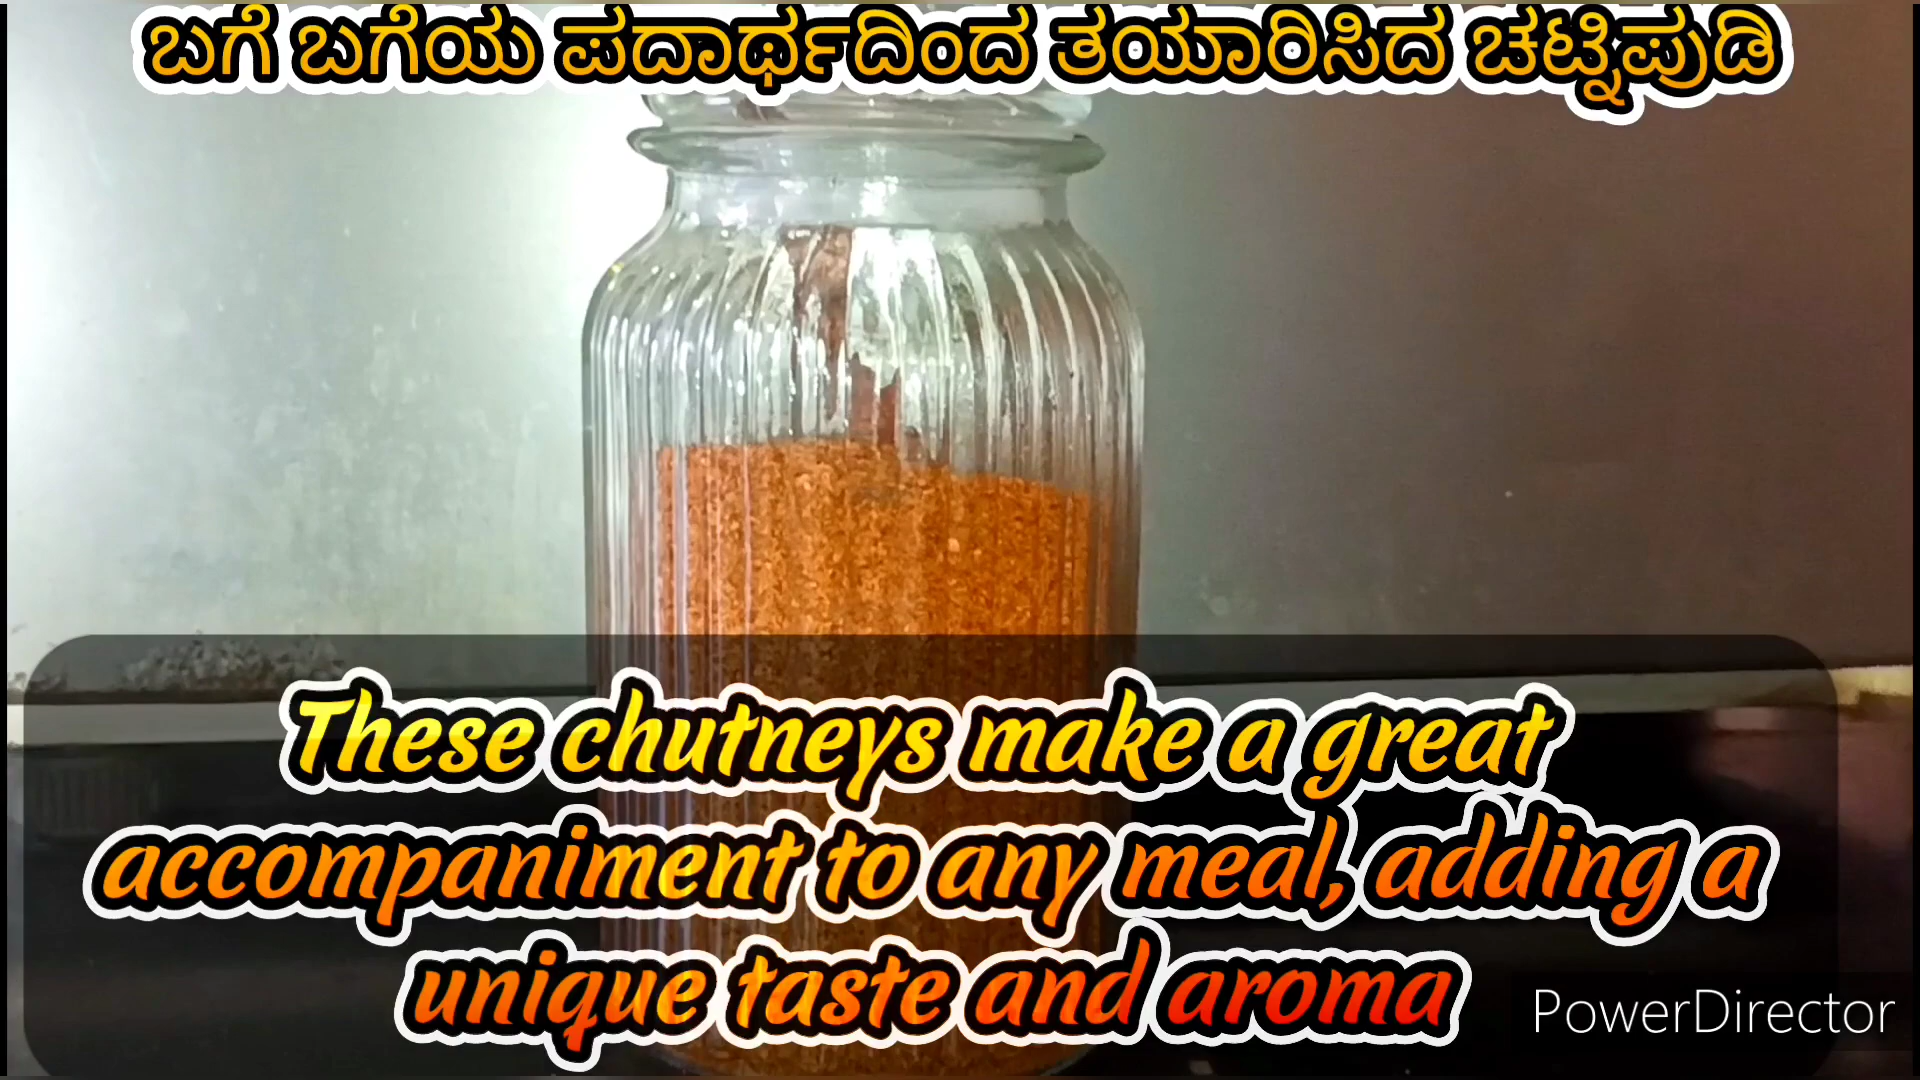 ಬಗೆ ಬಗೆಯ ಪದಾರ್ಥದಿಂದ ತಯಾರಿಸಿದ ಚಟ್ನಿಪುಡಿ
These chutneys make a great
accompaniment to any meal, adding a
unique taste and aroma
PowerDirector